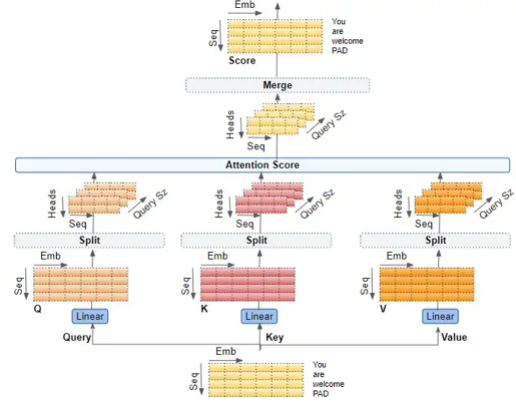 Emb
Seq
You
are
welcome
PAD
Score
Merge
Heads
Seq
Query Sz
Attention Score
Heads
Seq
Query Sz
Heads
Seq
Query Sz
Heads
Seq
Query Sz
Split
Split
Split
Emb
Emb
Emb
Seq
Seq
Seq
Q
K
V
Linear
Linear
Linear
Query
Key
Value
Emb
Seq
You
are
welcome
PAD